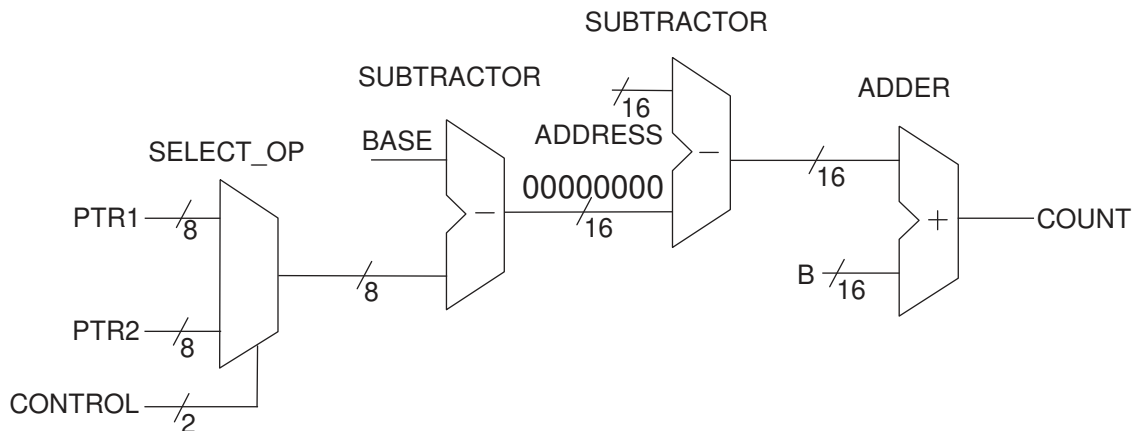 SUBTRACTOR
SUBTRACTOR
ADDER
16
BASE
ADDRESS
SELECT_OP
–
00000000
16
PTR1
8
–
16
+
COUNT
8
B
16
PTR2
8
CONTROL
2